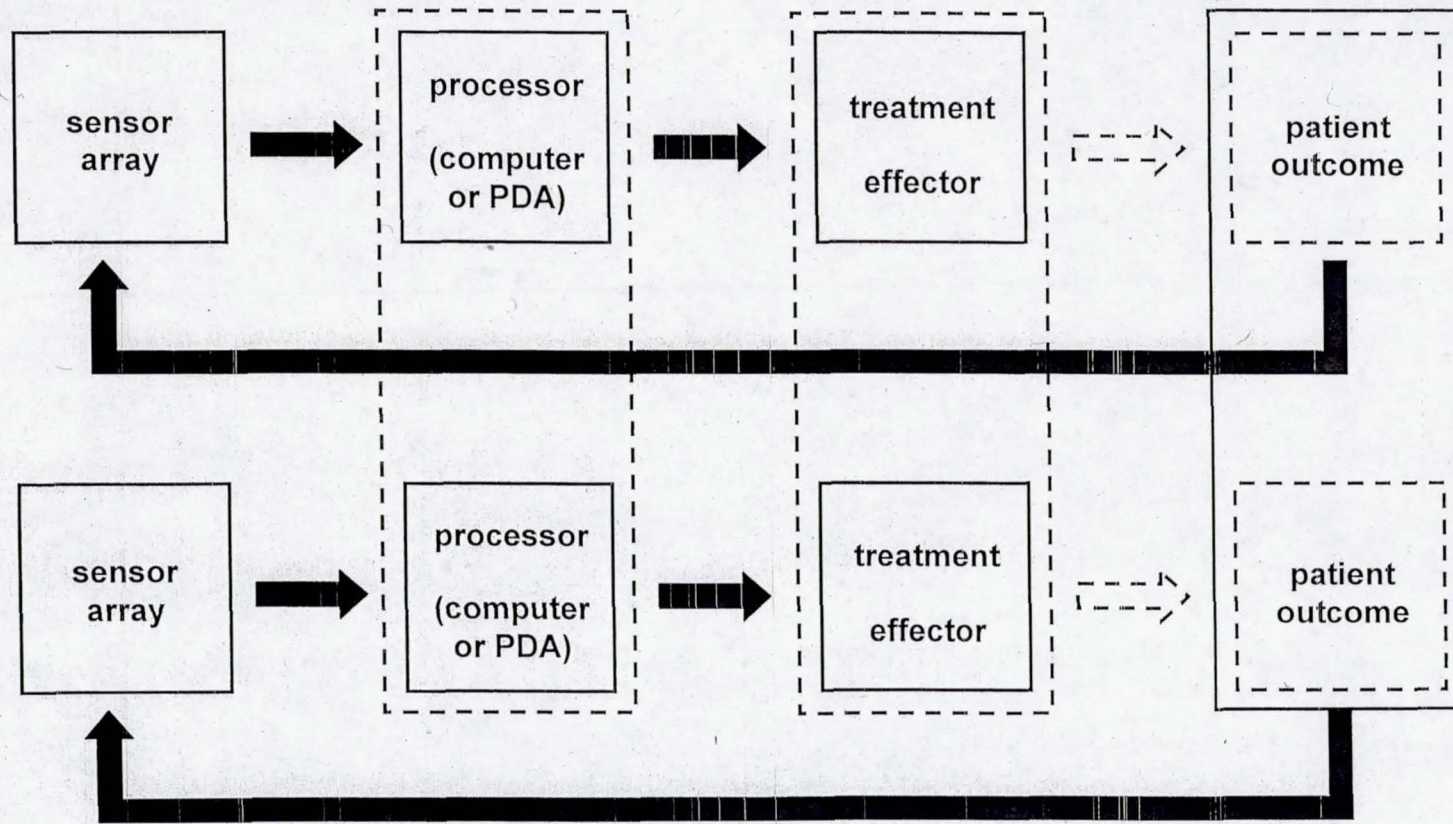 sensor
array
processor
(computer
or PDA)
treatment
effector
patient
outcome
sensor
array
processor
(computer
or PDA)
treatment
effector
patient
outcome